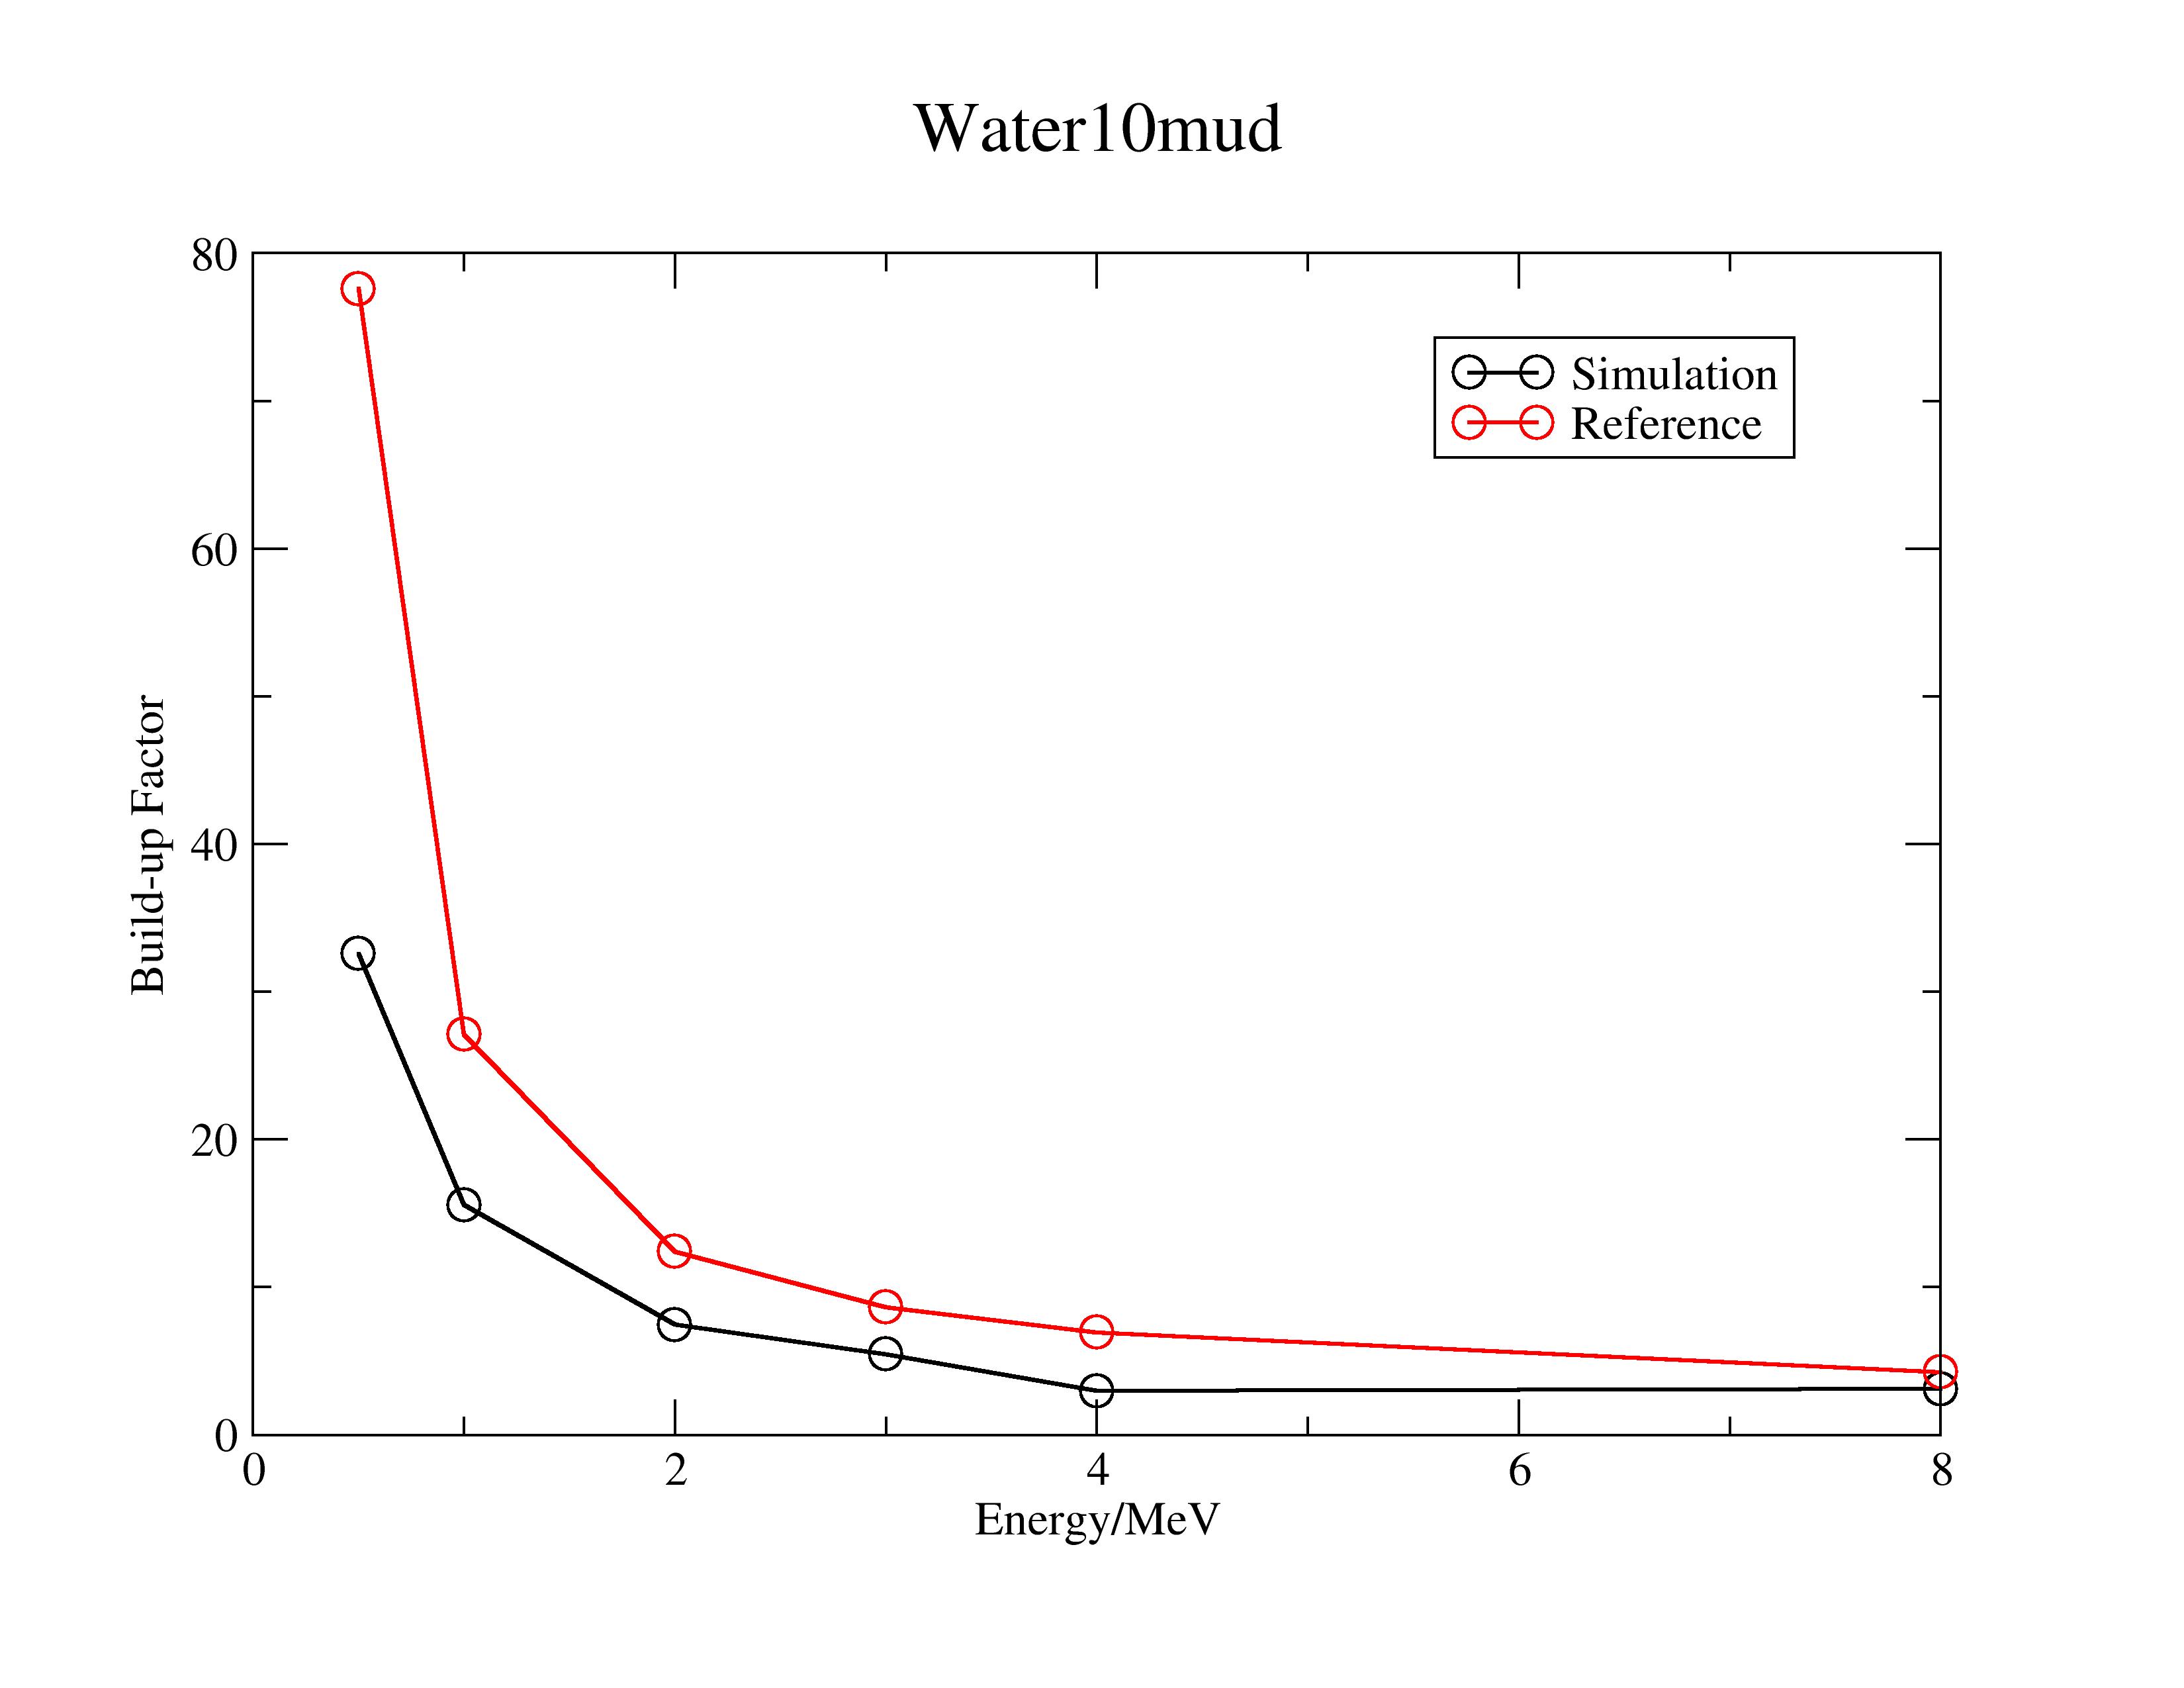 Water10mud
80
60
40
20
0
Build-up Factor
Simulation
Reference
0 2 4 6 8
Energy/MeV